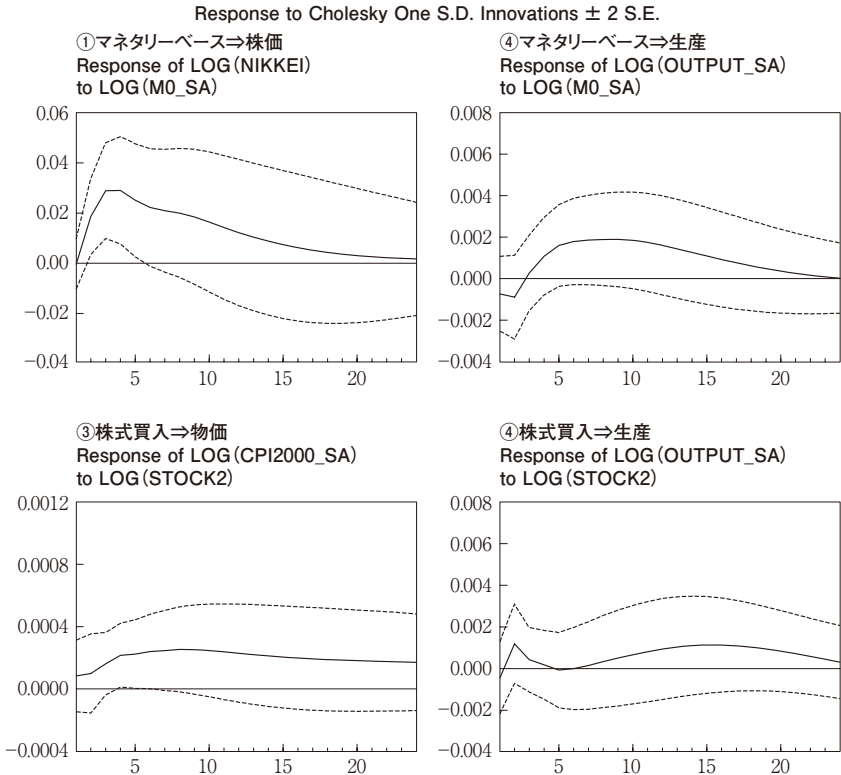 Response to Cholesky One S.D. Innovations ± 2 S.E.
①マネタリーベース⇒株価
Response of LOG(NIKKEI)
to LOG(M0_SA)
0.06
0.04
0.02
0.00
−0.02
−0.04
5 10 15 20
④マネタリーベース⇒生産
Response of LOG(OUTPUT_SA)
to LOG(M0_SA)
0.008
0.006
0.004
0.002
0.000
−0.002
−0.004
5 10 15 20
③株式買入⇒物価
Response of LOG(CPI2000_SA)
to LOG(STOCK2)
0.0012
0.0008
0.0004
0.0000
−0.0004
5 10 15 20
④株式買入⇒生産
Response of LOG(OUTPUT_SA)
to LOG(STOCK2)
0.008
0.006
0.004
0.002
0.000
−0.002
−0.004
5 10 15 20